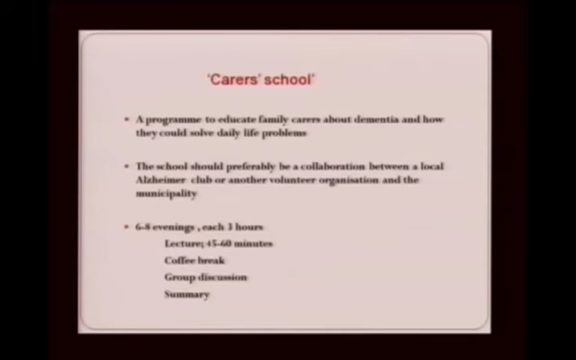 'Carers' school'
A programme to educate family carers about dementia and how
they could solve daily life problems
The school should preferably be a collaboration between a local
Alzheimer club or another volunteer organisation and the
municipality
6-8 evenings , each 3 hours
Lecture; 45-60 minutes
Coffee break
Group discussion
Summary